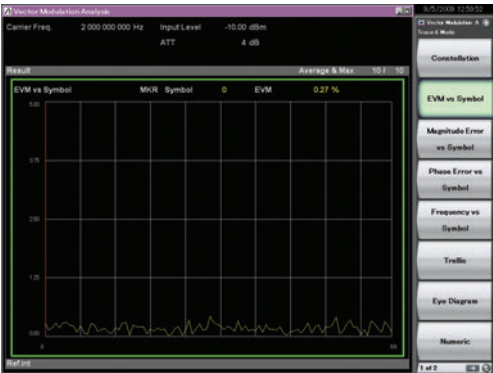 Vector Modulation Analysis
Carrier Freq. 2 000 000 000 Hz Input Level -10.00 dBm
ATT 4 dB
Result Average & Max 10 / 10
EVM vs Symbol MKR Symbol 0 EVM 0.27 %
5.00
3.75
2.50
1.25
0.00
0 99
Ref.Int
9/5/2008 12:59:52
Vector Modulation A
Trace & Mode
Constellation
EVM vs Symbol
Magnitude Error
vs Symbol
Phase Error vs
Symbol
Frequency vs
Symbol
Trellis
Eye Diagram
Numeric
1 of 2